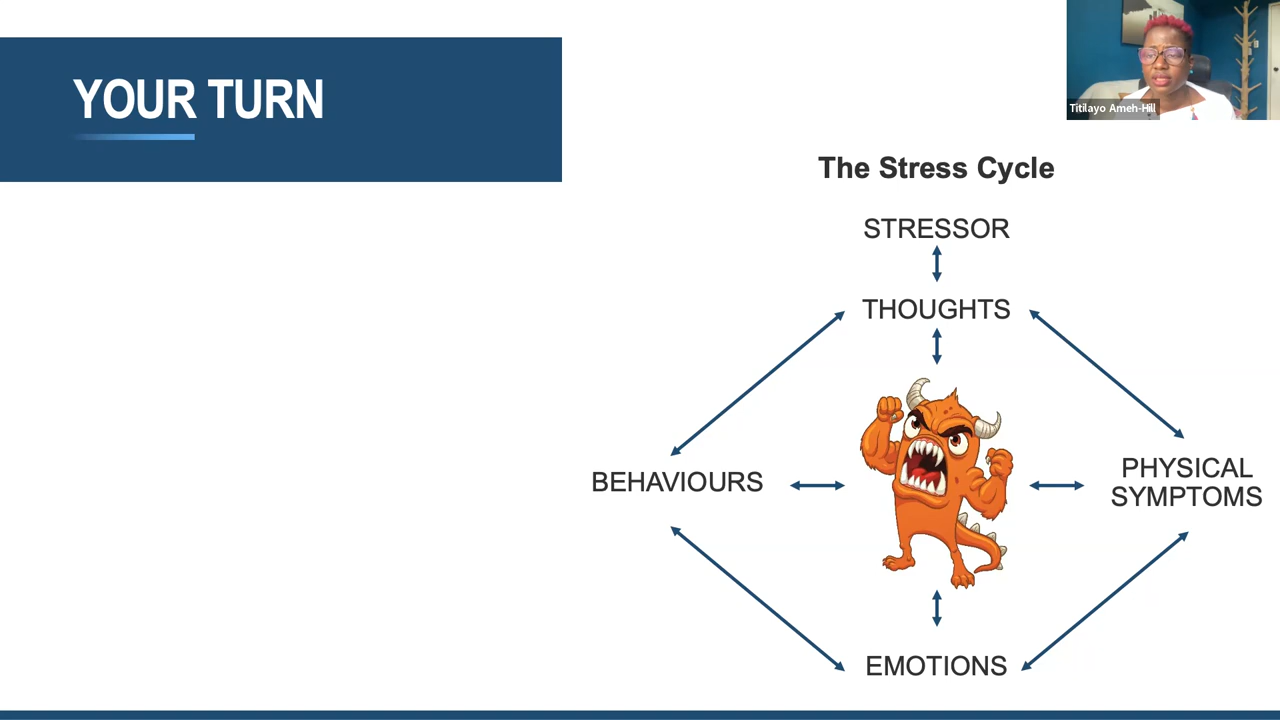 YOUR TURN
Titilayo Ameh-Hill
The Stress Cycle
STRESSOR
THOUGHTS
BEHAVIOURS
PHYSICAL
SYMPTOMS
EMOTIONS